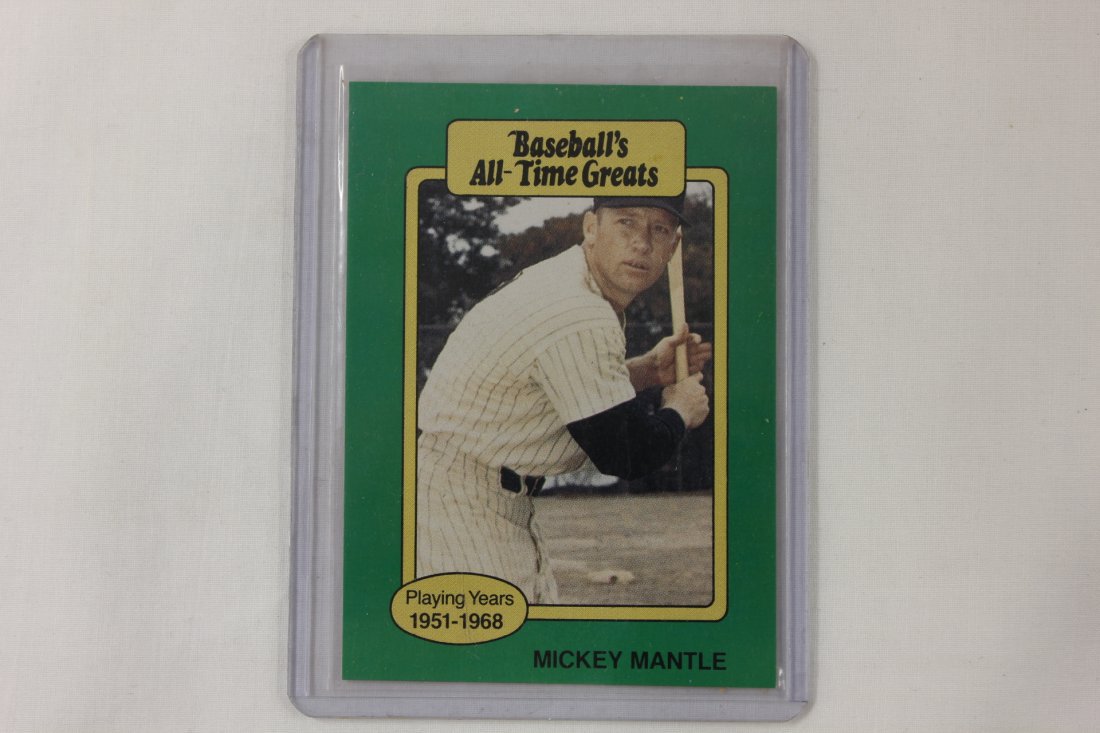 Baseball's
All-Time Greats
Playing Years
1951-1968
MICKEY MANTLE